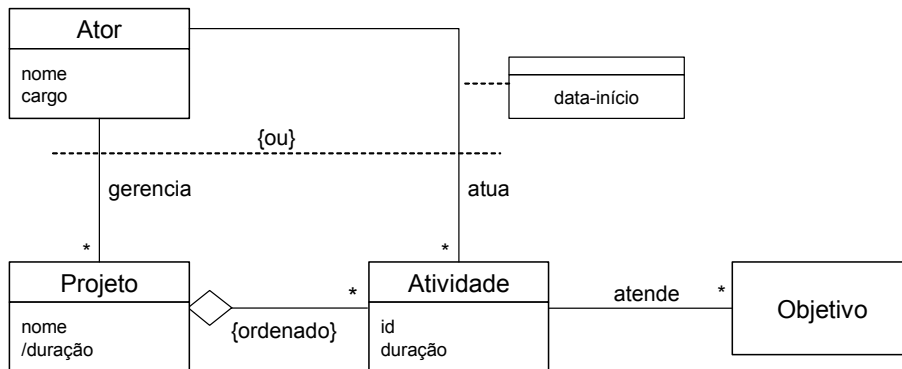 Ator
nome
cargo
data-início
{ou}
gerencia
atua
*
*
Projeto
nome
/duração
*
{ordenado}
Atividade
id
duração
atende
*
Objetivo